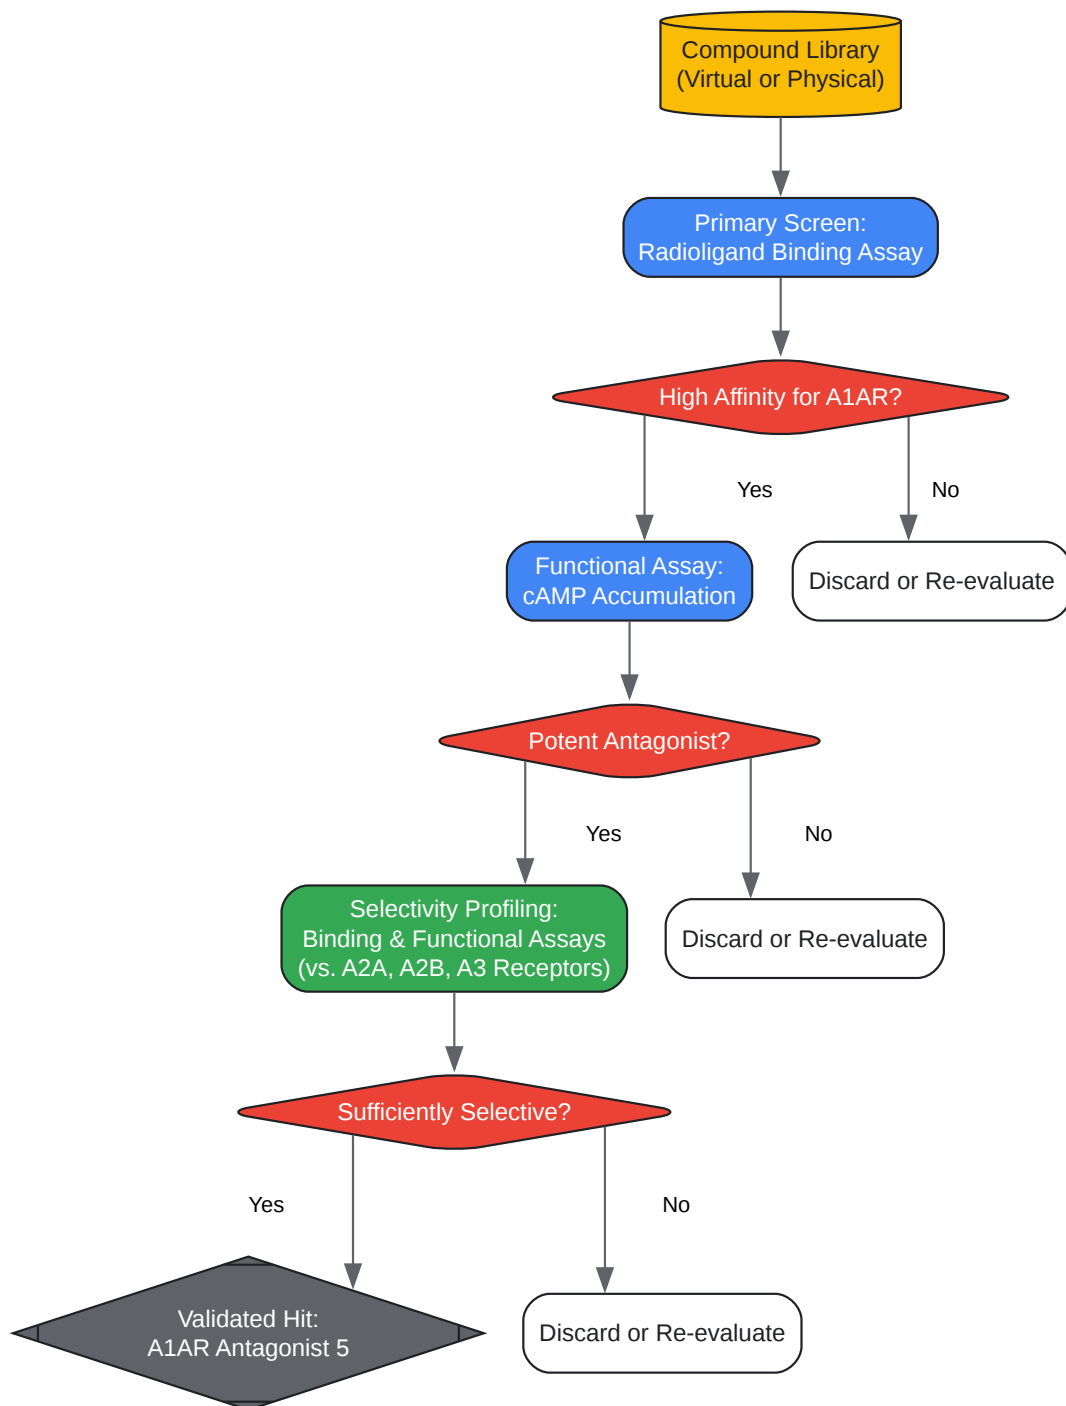 Compound Library
(Virtual or Physical)
Primary Screen:
Radioligand Binding Assay
High Affinity for A1AR?
Yes
No
Functional Assay:
cAMP Accumulation
Discard or Re-evaluate
Potent Antagonist?
Yes
No
Selectivity Profiling:
Binding & Functional Assays
(vs. A2A, A2B, A3 Receptors)
Discard or Re-evaluate
Sufficiently Selective?
Yes
No
Validated Hit:
A1AR Antagonist 5
Discard or Re-evaluate